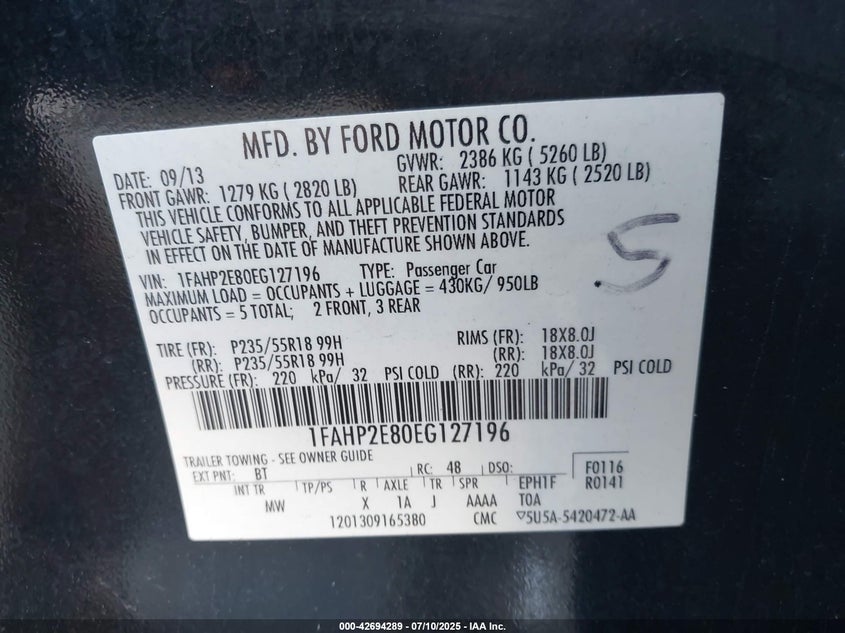 MFD. BY FORD MOTOR CO.
DATE: 09/13 GVWR: 2386 KG ( 5260 LB)
FRONT GAWR: 1279 KG ( 2820 LB) REAR GAWR: 1143 KG ( 2520 LB)
THIS VEHICLE CONFORMS TO ALL APPLICABLE FEDERAL MOTOR
VEHICLE SAFETY, BUMPER, AND THEFT PREVENTION STANDARDS
IN EFFECT ON THE DATE OF MANUFACTURE SHOWN ABOVE.
5
VIN: 1FAHP2E80EG127196 TYPE: Passenger Car
MAXIMUM LOAD = OCCUPANTS + LUGGAGE = 430KG/ 950LB
OCCUPANTS = 5 TOTAL; 2 FRONT, 3 REAR
TIRE (FR): P235/55R18 99H RIMS (FR): 18X8.0J
(RR): P235/55R18 99H (RR): 18X8.0J
PRESSURE (FR): 220 kPa/ 32 PSI COLD (RR): 220 kPa/ 32 PSI COLD
1FAHP2E80EG127196
TRAILER TOWING - SEE OWNER GUIDE
EXT PNT: BT RC: 48 DSO: F0116
INT TR TP/PS R AXLE TR SPR EPH1F R0141
MW X 1A J AAAA TOA
1201309165380 CMC ▽5U5A-5420472-AA
000-42694289 - 07/10/2025 - IAA Inc.